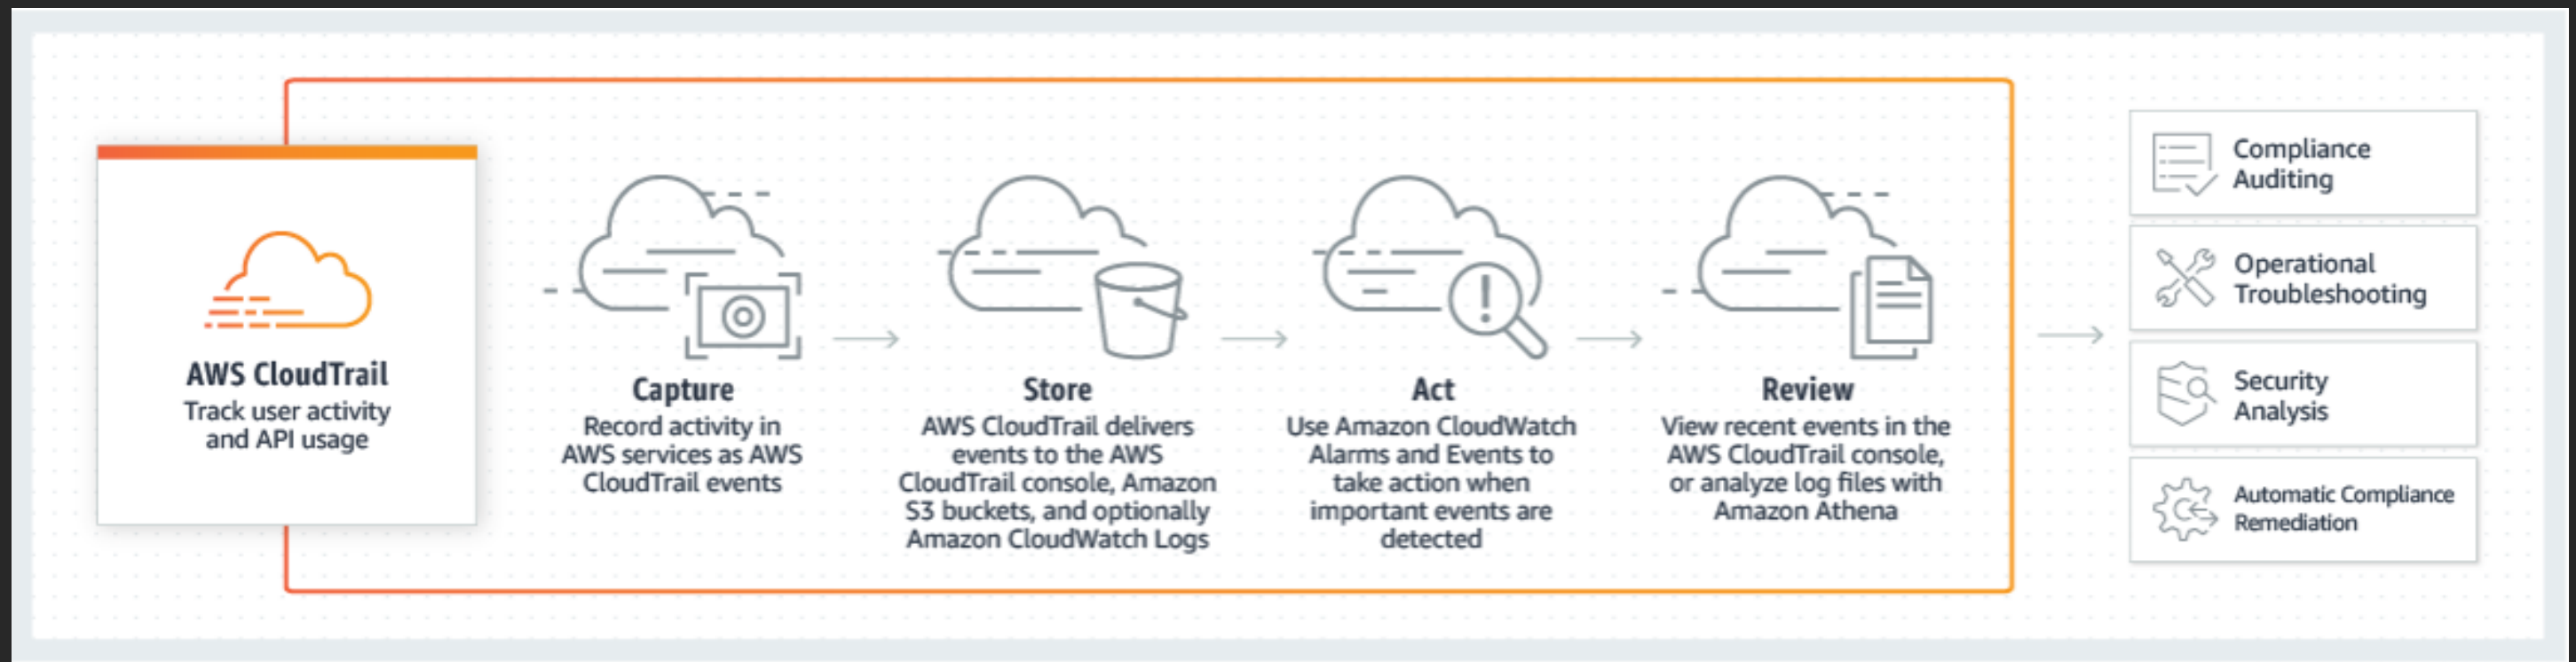 AWS CloudTrail
Track user activity
and API usage
Capture
Record activity in
AWS services as AWS
CloudTrail events
Store
AWS CloudTrail delivers
events to the AWS
CloudTrail console, Amazon
S3 buckets, and optionally
Amazon CloudWatch Logs
Act
Use Amazon CloudWatch
Alarms and Events to
take action when
important events are
detected
Review
View recent events in the
AWS CloudTrail console,
or analyze log files with
Amazon Athena
Compliance
Auditing
Operational
Troubleshooting
Security
Analysis
Automatic Compliance
Remediation